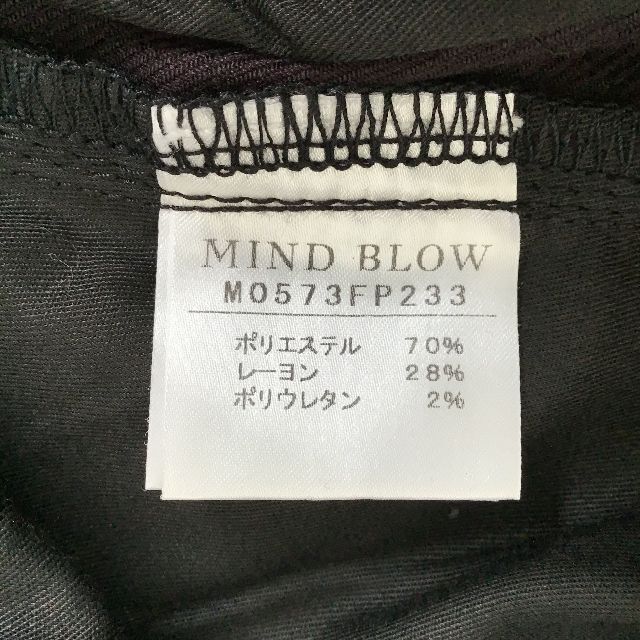 MIND BLOW
M0573FP233
ポリエステル 70%
レーヨン 28%
ポリウレタン 2%